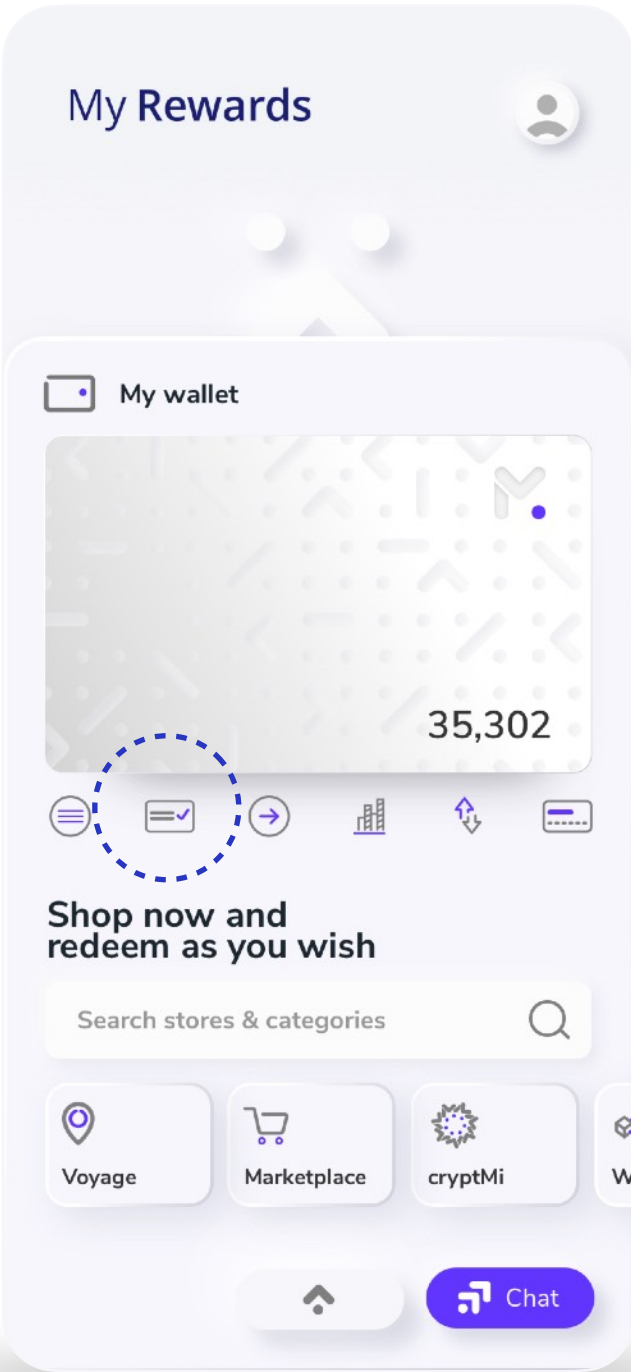 My Rewards
My wallet
35,302
Shop now and
redeem as you wish
Search stores & categories
Voyage
Marketplace
cryptMi
W
Chat